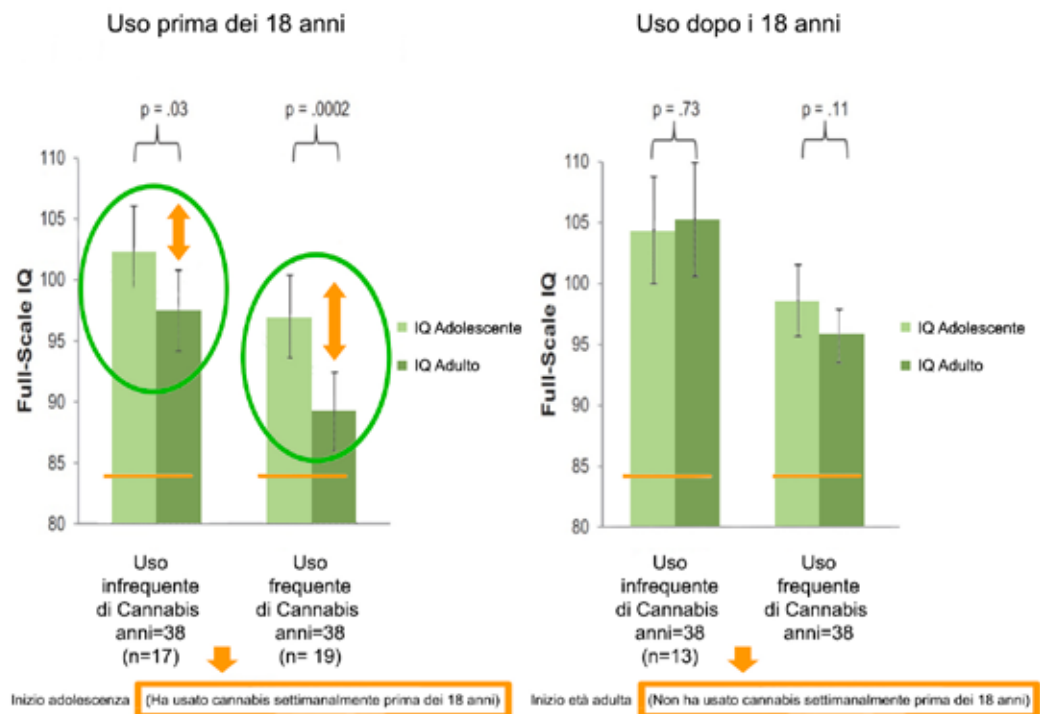 Uso prima dei 18 anni
p = .03
p = .0002
110
105
100
95
90
85
80
Full-Scale IQ
IQ Adolescente
IQ Adulto
Uso
infrequente
di Cannabis
anni=38
(n=17)
Uso
frequente
di Cannabis
anni=38
(n= 19)
Inizio adolescenza (Ha usato cannabis settimanalmente prima dei 18 anni)
Uso dopo i 18 anni
p = .73
p = .11
110
105
100
95
90
85
80
Full-Scale IQ
IQ Adolescente
IQ Adulto
Uso
infrequente
di Cannabis
anni=38
(n=13)
Uso
frequente
di Cannabis
anni=38
Inizio età adulta (Non ha usato cannabis settimanalmente prima dei 18 anni)